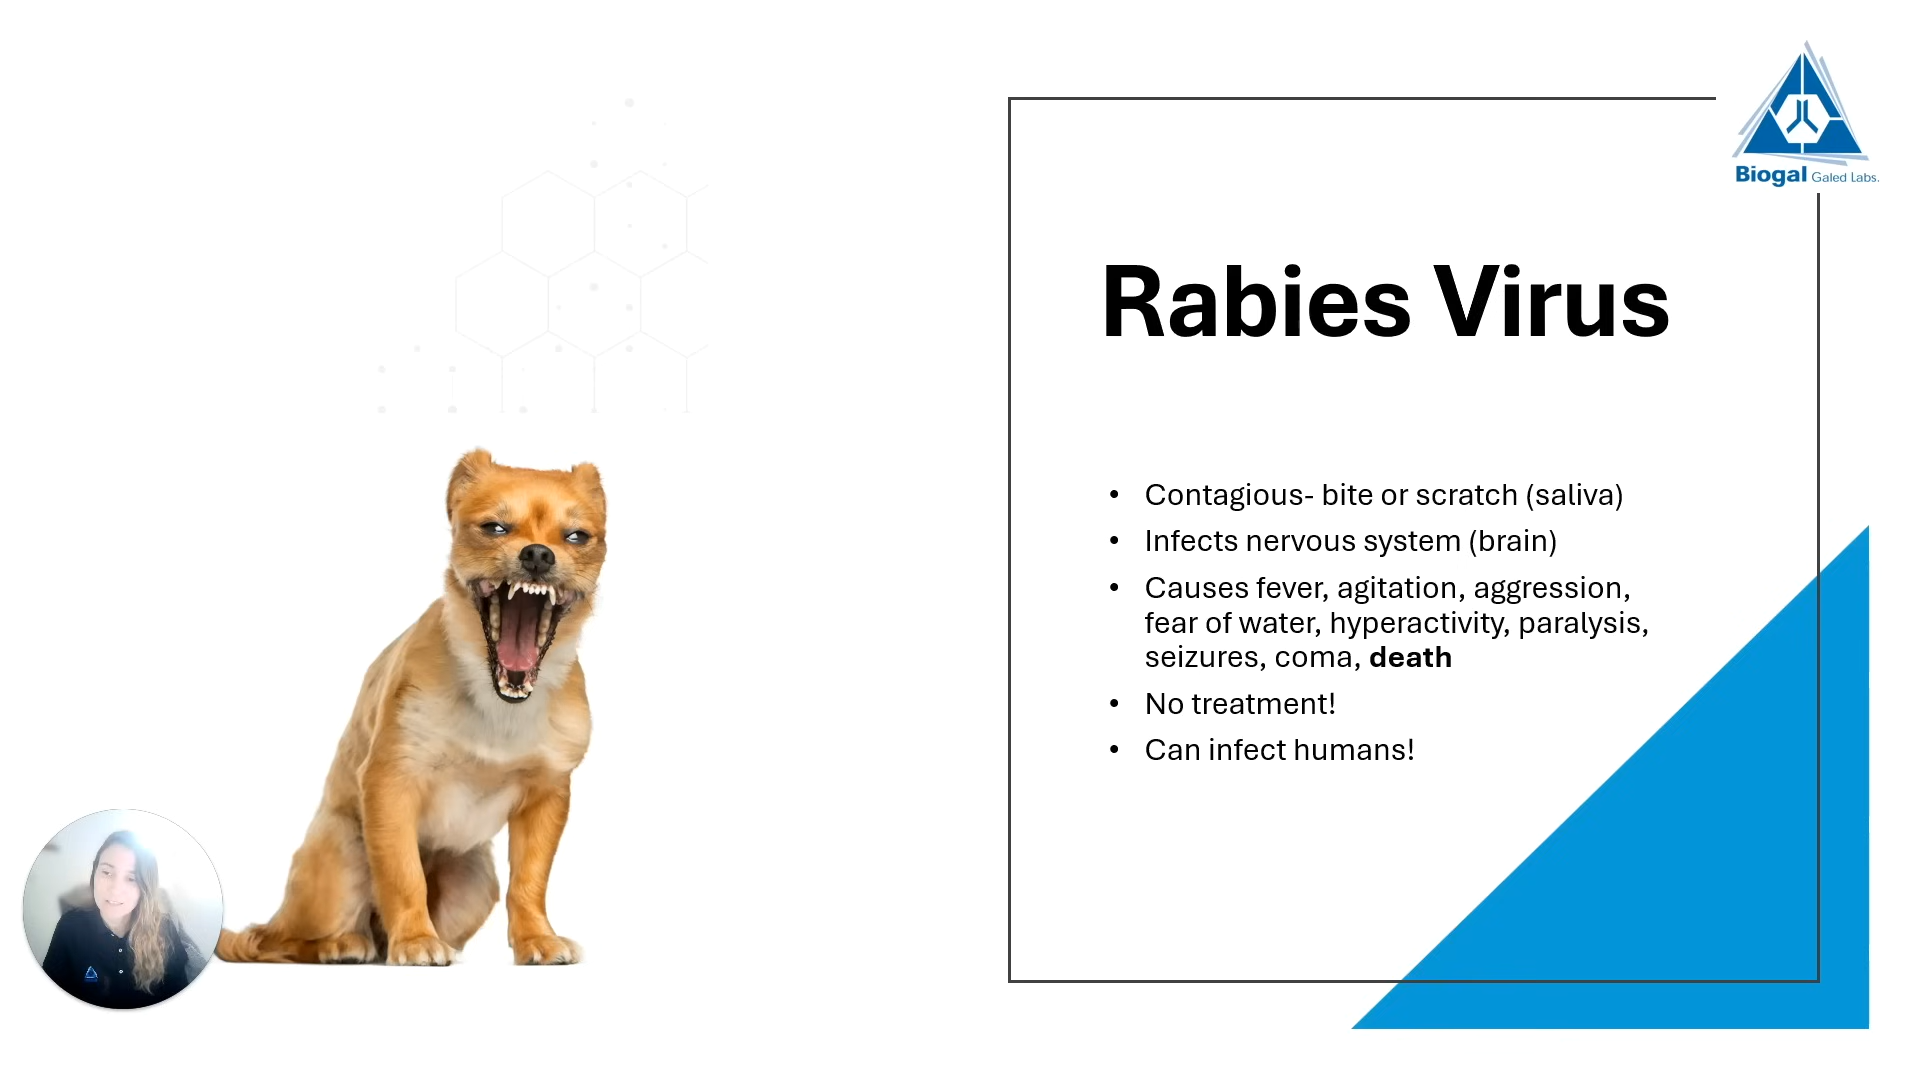 Biogal Galed Labs.
Rabies Virus
• Contagious- bite or scratch (saliva)
• Infects nervous system (brain)
• Causes fever, agitation, aggression,
fear of water, hyperactivity, paralysis,
seizures, coma, death
• No treatment!
• Can infect humans!